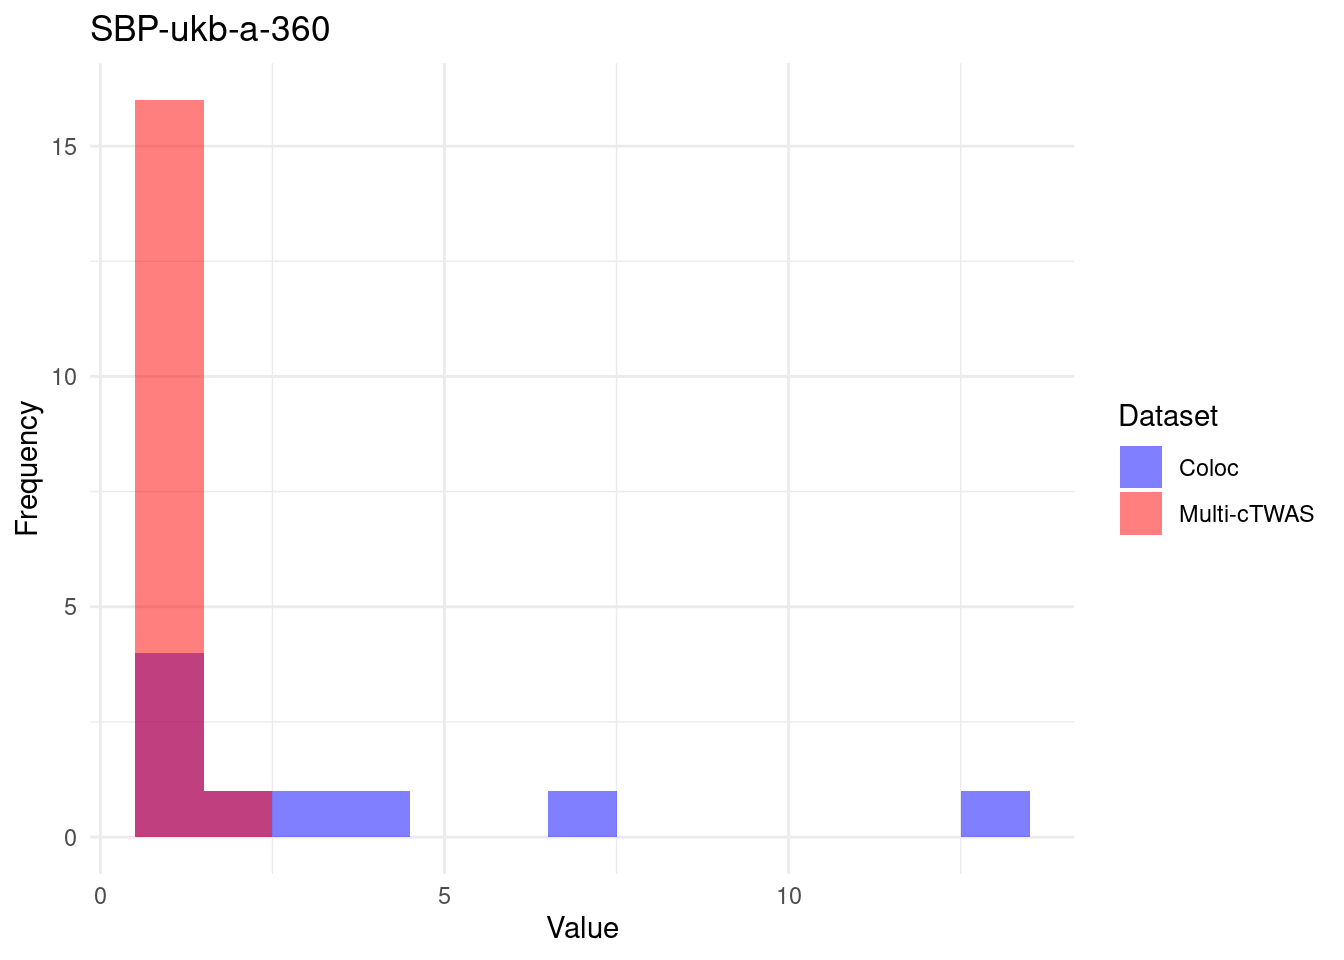 SBP-ukb-a-360
15
10
5
0
Frequency
0 5 10
Value
Dataset
Coloc
Multi-cTWAS